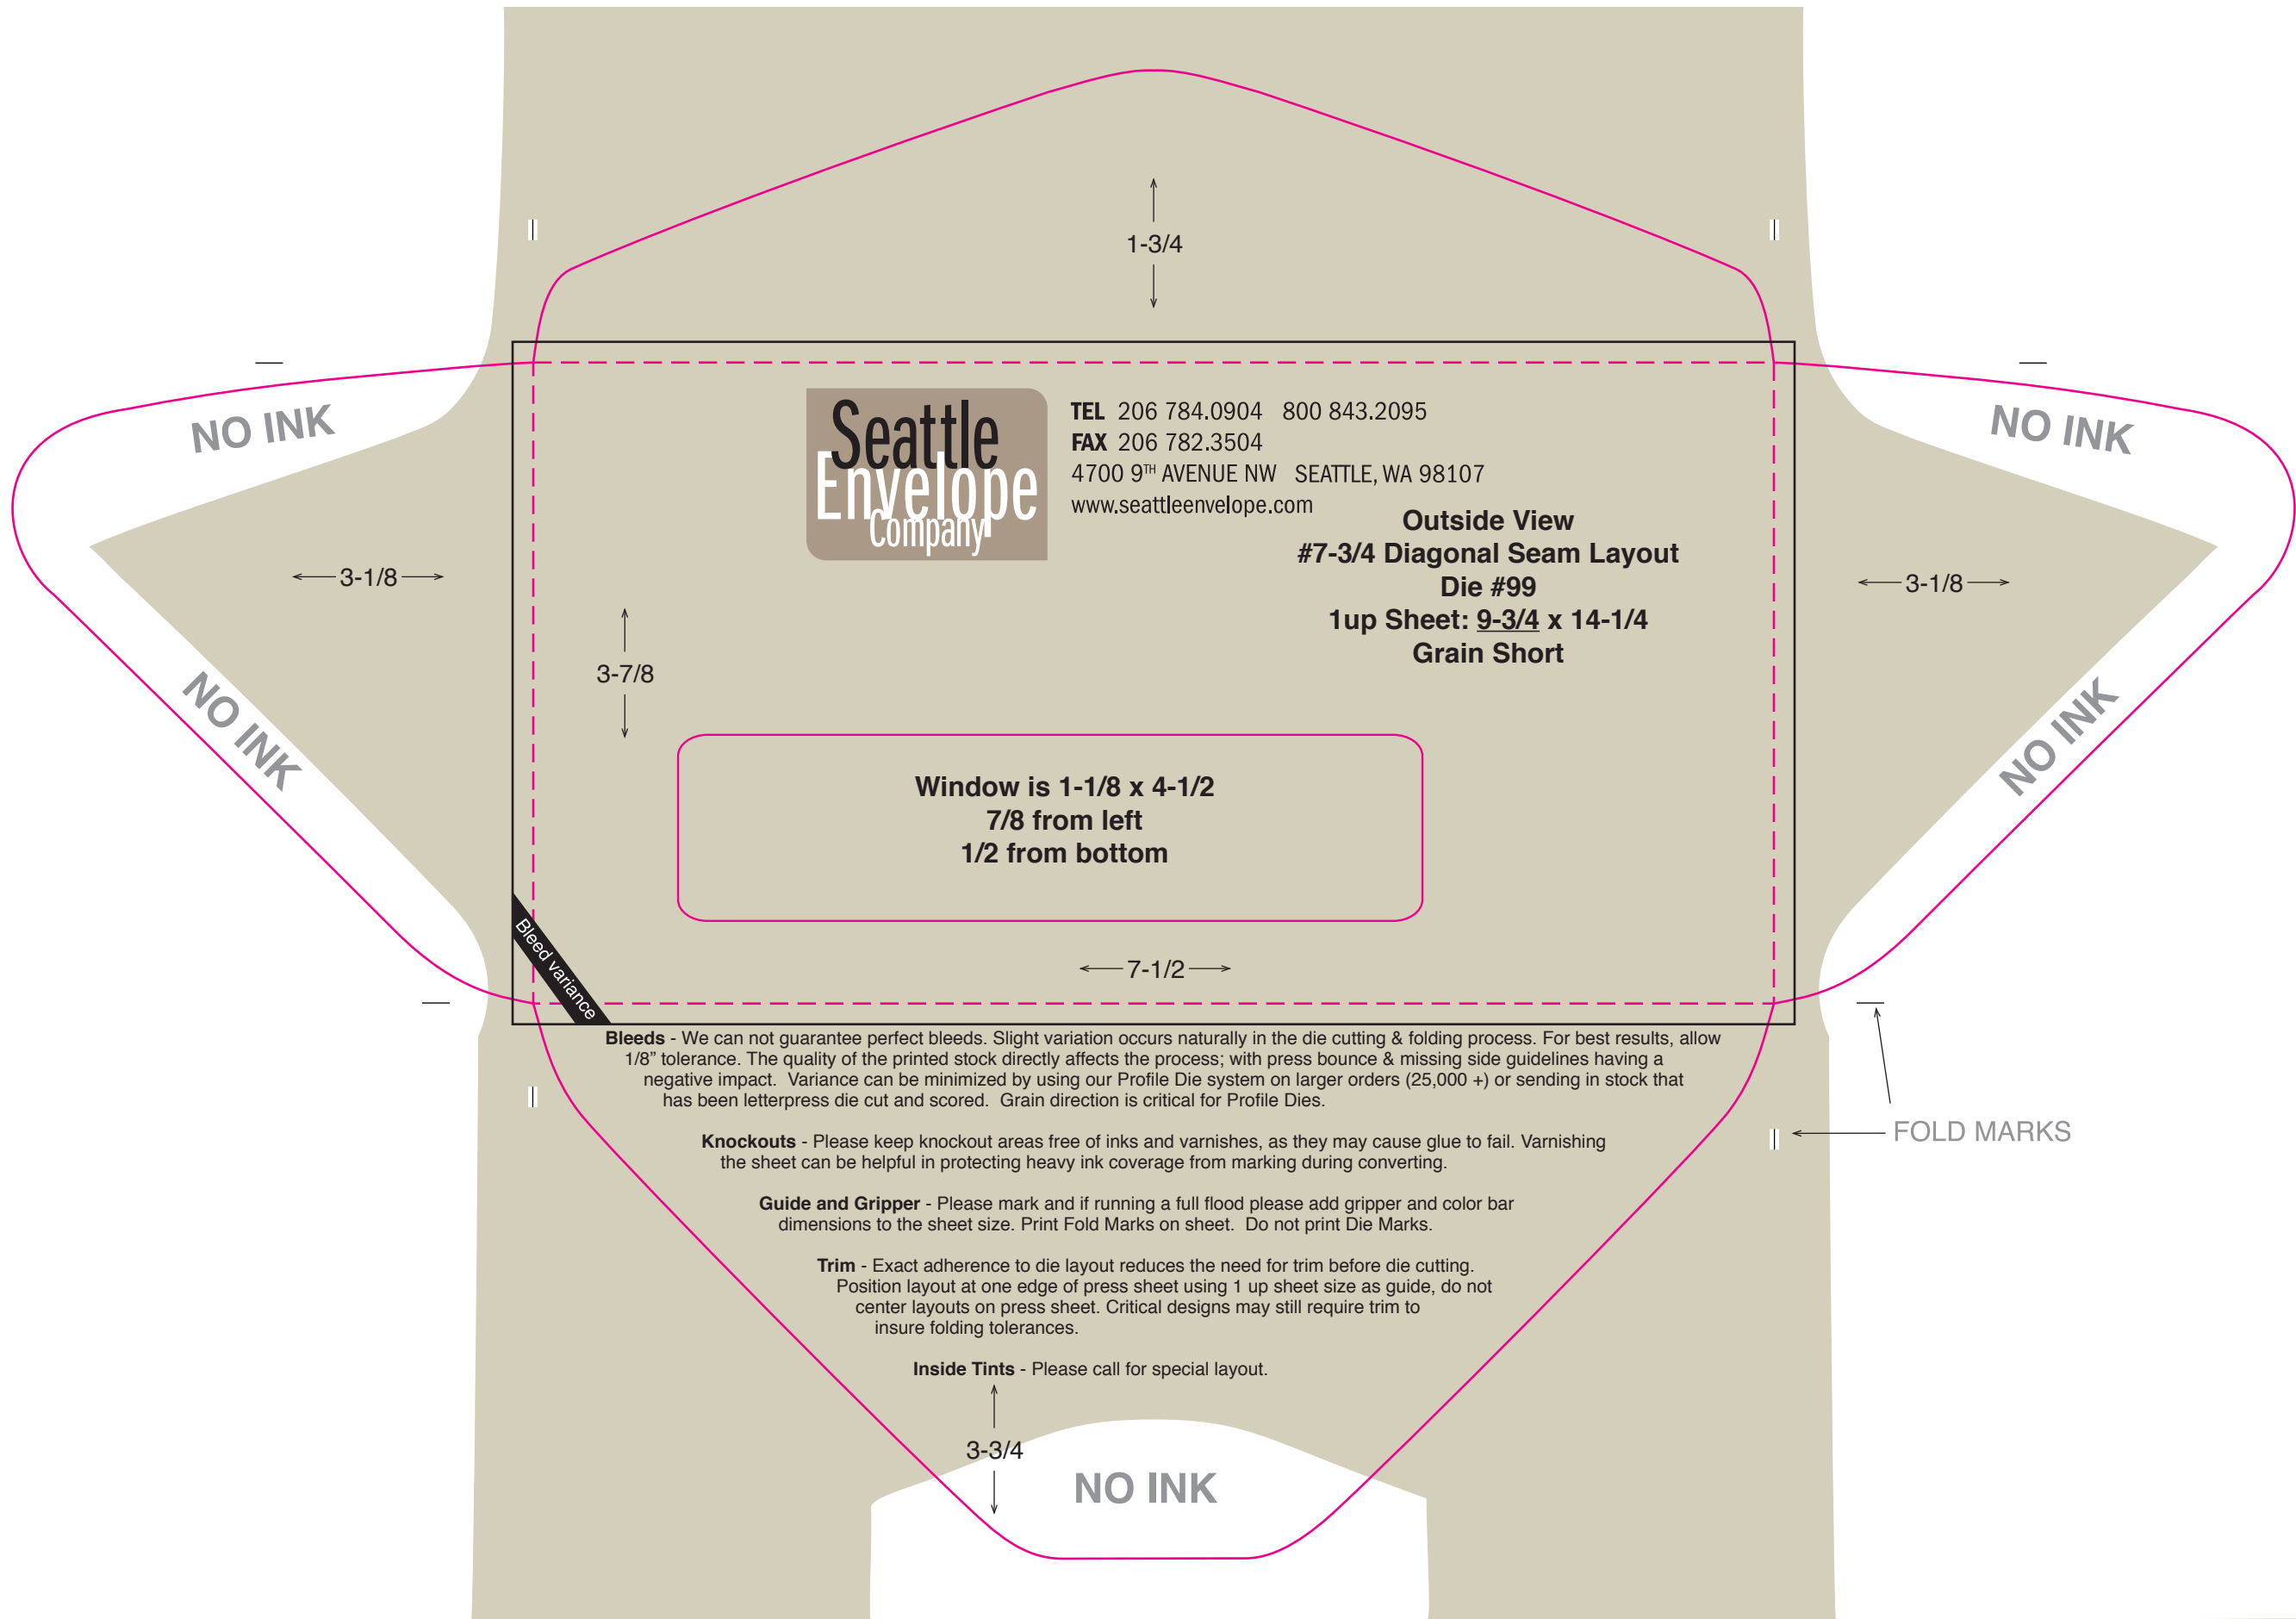 1-3/4
Seattle
Envelope
Company
TEL 206 784.0904 800 843.2095
FAX 206 782.3504
4700 9TH AVENUE NW SEATTLE, WA 98107
www.seattleenvelope.com
Outside View
#7-3/4 Diagonal Seam Layout
Die #99
1up Sheet: 9-3/4 x 14-1/4
Grain Short
NO INK
NO INK
3-1/8
3-1/8
3-7/8
NO INK
NO INK
Window is 1-1/8 x 4-1/2
7/8 from left
1/2 from bottom
7-1/2
Bleed variance
Bleeds - We can not guarantee perfect bleeds. Slight variation occurs naturally in the die cutting & folding process. For best results, allow
1/8” tolerance. The quality of the printed stock directly affects the process; with press bounce & missing side guidelines having a
negative impact. Variance can be minimized by using our Profile Die system on larger orders (25,000 +) or sending in stock that
has been letterpress die cut and scored. Grain direction is critical for Profile Dies.
FOLD MARKS
Knockouts - Please keep knockout areas free of inks and varnishes, as they may cause glue to fail. Varnishing
the sheet can be helpful in protecting heavy ink coverage from marking during converting.
Guide and Gripper - Please mark and if running a full flood please add gripper and color bar
dimensions to the sheet size. Print Fold Marks on sheet. Do not print Die Marks.
Trim - Exact adherence to die layout reduces the need for trim before die cutting.
Position layout at one edge of press sheet using 1 up sheet size as guide, do not
center layouts on press sheet. Critical designs may still require trim to
insure folding tolerances.
Inside Tints - Please call for special layout.
3-3/4
NO INK